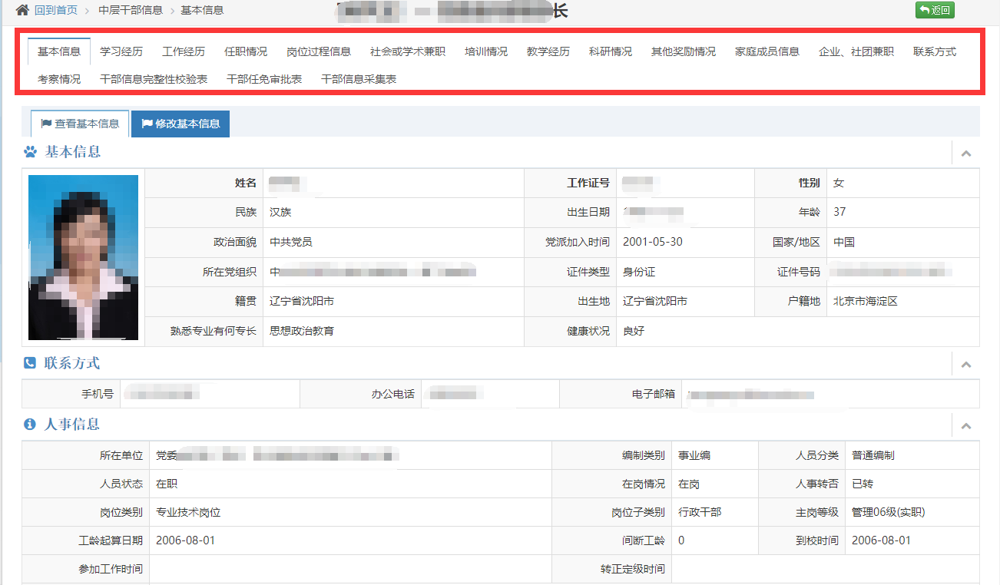 回到首页 中层干部信息 基本信息 长 返回
基本信息 学习经历 工作经历 任职情况 岗位过程信息 社会或学术兼职 培训情况 教学经历 科研情况 其他奖励情况 家庭成员信息 企业、社团兼职 联系方式
考察情况 干部信息完整性校验表 干部任免审批表 干部信息采集表
查看基本信息 修改基本信息
基本信息
姓名 工作证号 性别 女
民族 汉族 出生日期 年龄 37
政治面貌 中共党员 党派加入时间 2001-05-30 国家/地区 中国
所在党组织 中 证件类型 身份证 证件号码
籍贯 辽宁省沈阳市 出生地 辽宁省沈阳市 户籍地 北京市海淀区
熟悉专业有何专长 思想政治教育 健康状况 良好
联系方式
手机号 办公电话 电子邮箱
人事信息
所在单位 党委 编制类别 事业编 人员分类 普通编制
人员状态 在职 在岗情况 在岗 人事转否 已转
岗位类别 专业技术岗位 岗位子类别 行政干部 主岗等级 管理06级(实职)
工龄起算日期 2006-08-01 间断工龄 0 到校时间 2006-08-01
参加工作时间 转正定级时间